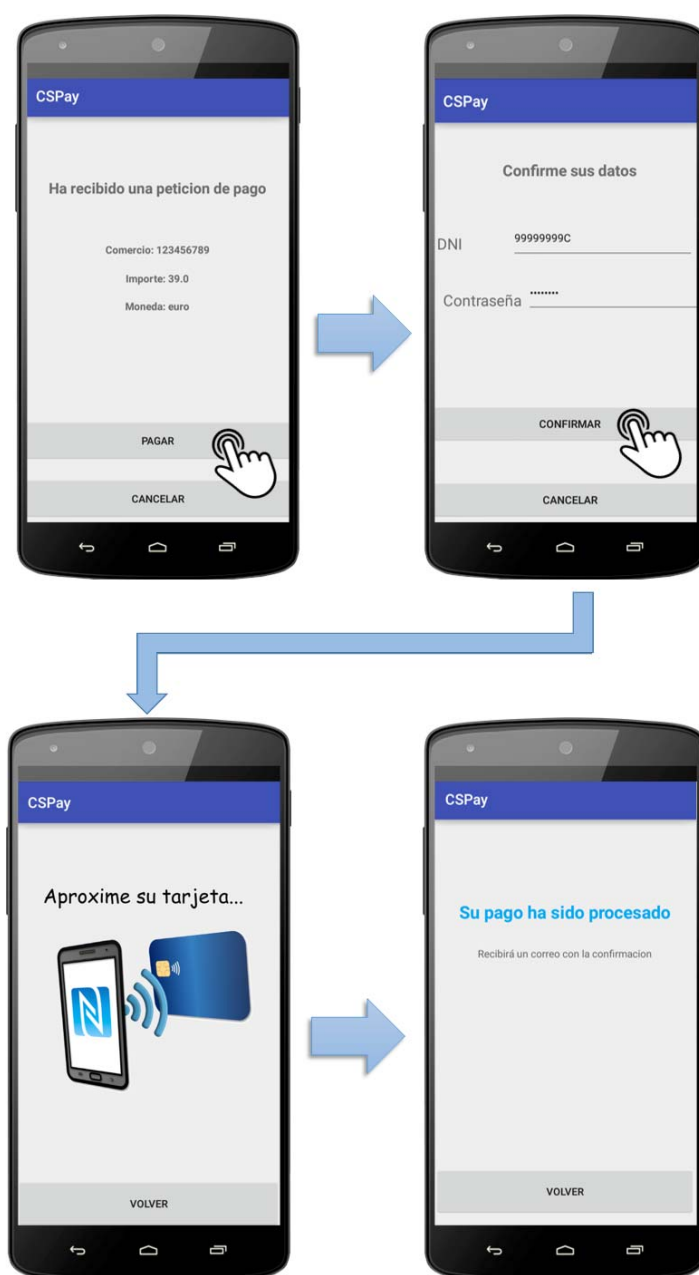 CSPay
Ha recibido una peticion de pago
Comercio: 123456789
Importe: 39.0
Moneda: euro
PAGAR
CANCELAR
CSPay
Confirme sus datos
DNI 99999999C
Contraseña ........
CONFIRMAR
CANCELAR
CSPay
Aproxime su tarjeta...
N
VOLVER
CSPay
Su pago ha sido procesado
Recibirá un correo con la confirmacion
VOLVER